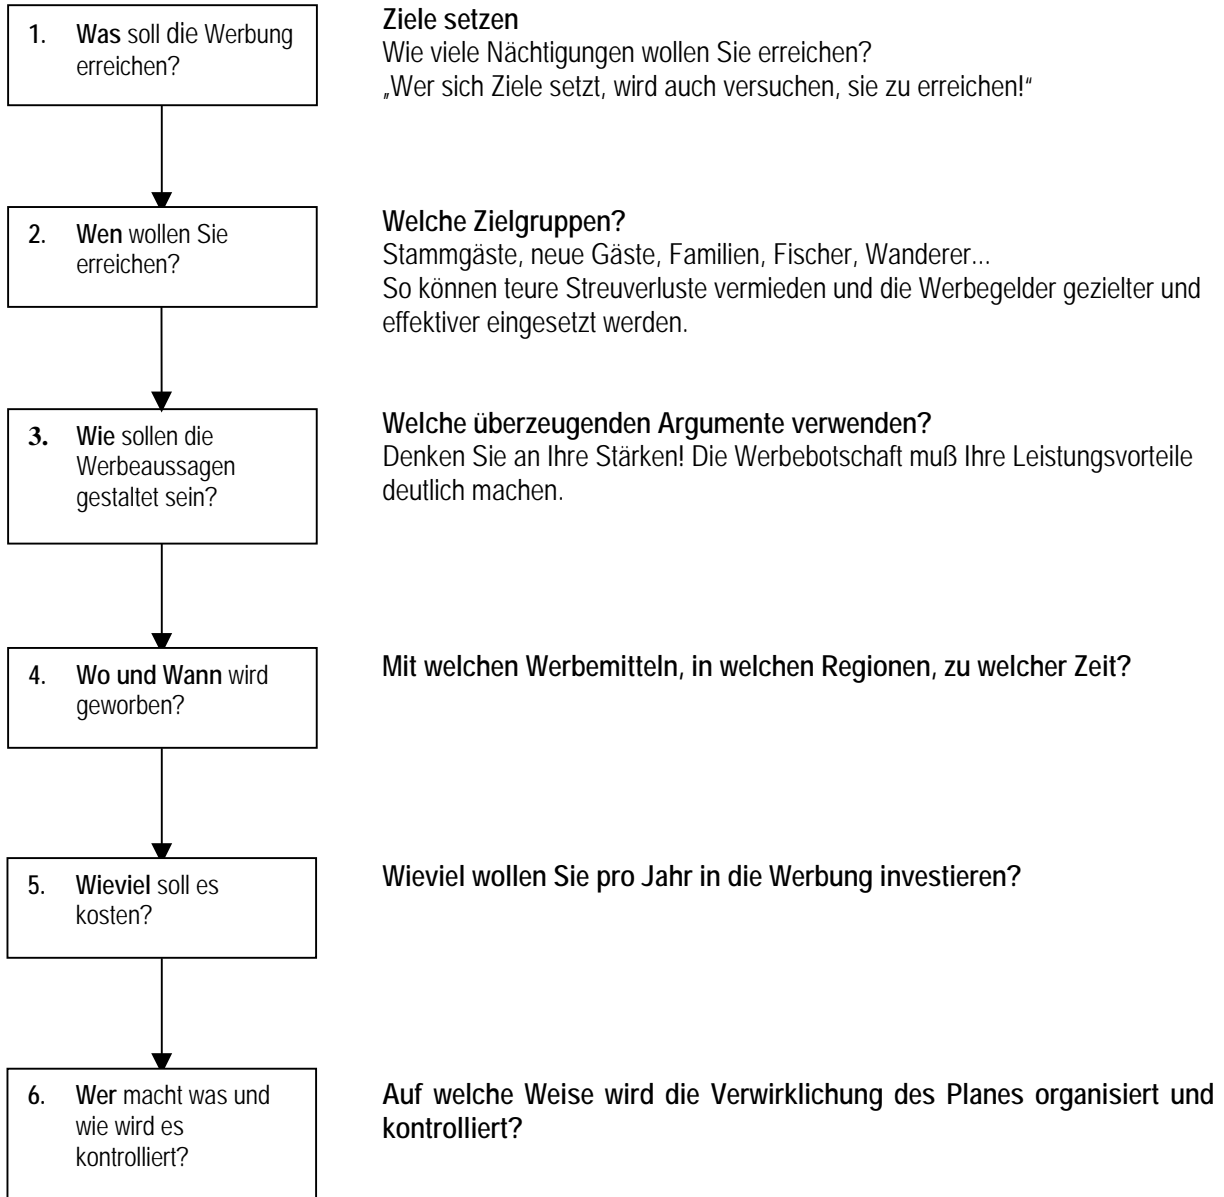 1. Was soll die Werbung
erreichen?
Ziele setzen
Wie viele Nächtigungen wollen Sie erreichen?
„Wer sich Ziele setzt, wird auch versuchen, sie zu erreichen!“
2. Wen wollen Sie
erreichen?
Welche Zielgruppen?
Stammgäste, neue Gäste, Familien, Fischer, Wanderer...
So können teure Streuverluste vermieden und die Werbegelder gezielter und
effektiver eingesetzt werden.
3. Wie sollen die
Werbeaussagen
gestaltet sein?
Welche überzeugenden Argumente verwenden?
Denken Sie an Ihre Stärken! Die Werbebotschaft muß Ihre Leistungsvorteile
deutlich machen.
4. Wo und Wann wird
geworben?
Mit welchen Werbemitteln, in welchen Regionen, zu welcher Zeit?
5. Wieviel soll es
kosten?
Wieviel wollen Sie pro Jahr in die Werbung investieren?
6. Wer macht was und
wie wird es
kontrolliert?
Auf welche Weise wird die Verwirklichung des Planes organisiert und
kontrolliert?